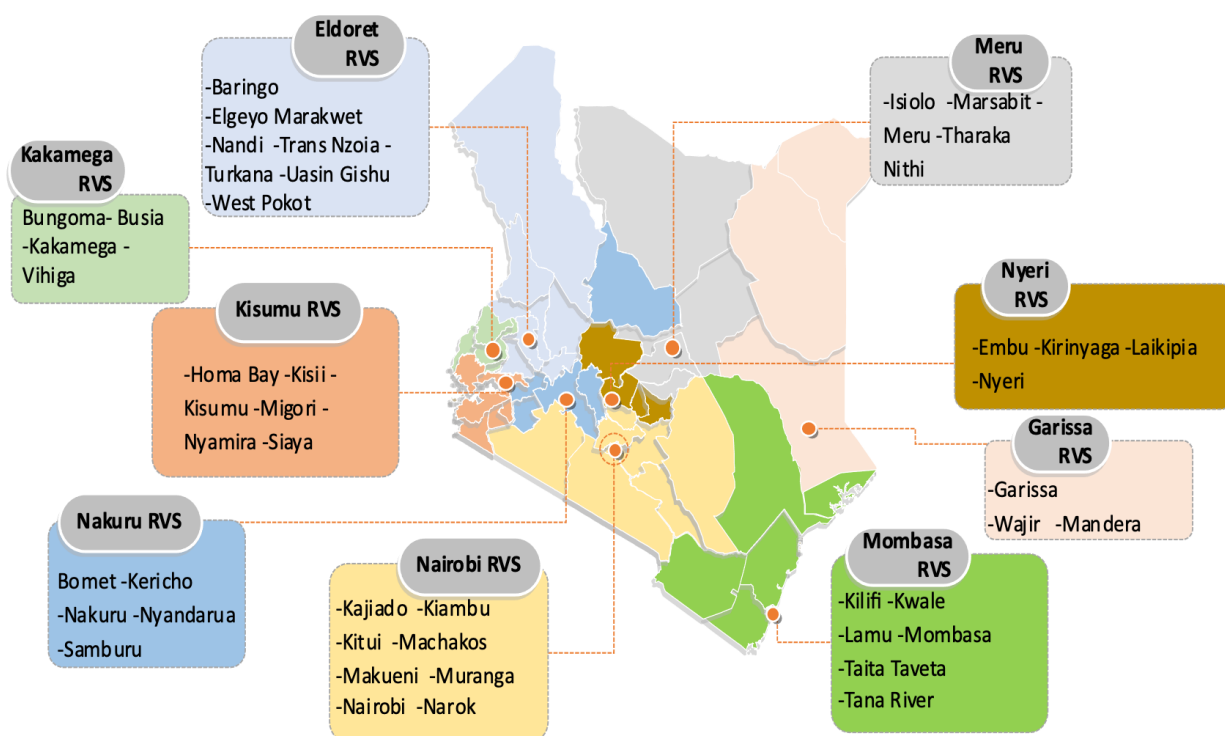 Eldoret
RVS
-Baringo
-Elgeyo Marakwet
-Nandi -Trans Nzoia -
Turkana -Uasin Gishu
-West Pokot
Meru
RVS
-Isiolo -Marsabit -
Meru -Tharaka
Nithi
Kakamega
RVS
Bungoma- Busia
-Kakamega -
Vihiga
Kisumu RVS
-Homa Bay -Kisii -
Kisumu -Migori -
Nyamira -Siaya
Nyeri
RVS
-Embu -Kirinyaga -Laikipia
-Nyeri
Garissa
RVS
-Garissa
-Wajir -Mandera
Nakuru RVS
Bomet -Kericho
-Nakuru -Nyandarua
-Samburu
Nairobi RVS
-Kajiado -Kiambu
-Kitui -Machakos
-Makueni -Muranga
-Nairobi -Narok
Mombasa
RVS
-Kilifi -Kwale
-Lamu -Mombasa
-Taita Taveta
-Tana River